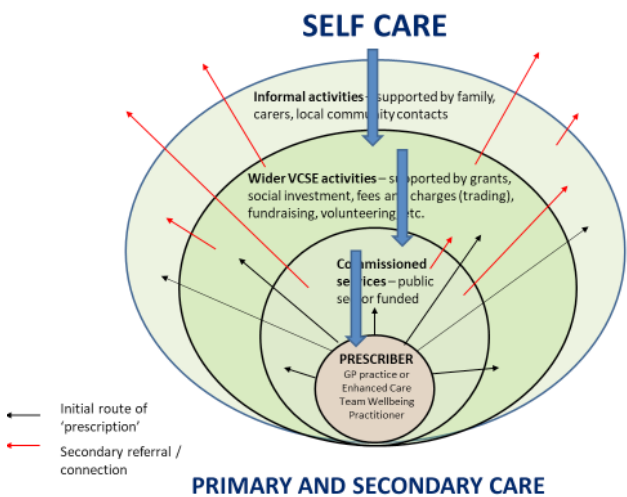 SELF CARE
Informal activities – supported by family,
carers, local community contacts
Wider VCSE activities – supported by grants,
social investment, fees and charges (trading),
fundraising, volunteering etc.
Commissioned
services – public
sector funded
PRESCRIBER
GP practice or
Enhanced Care
Team Wellbeing
Practitioner
Initial route of
‘prescription‘
Secondary referral /
connection
PRIMARY AND SECONDARY CARE